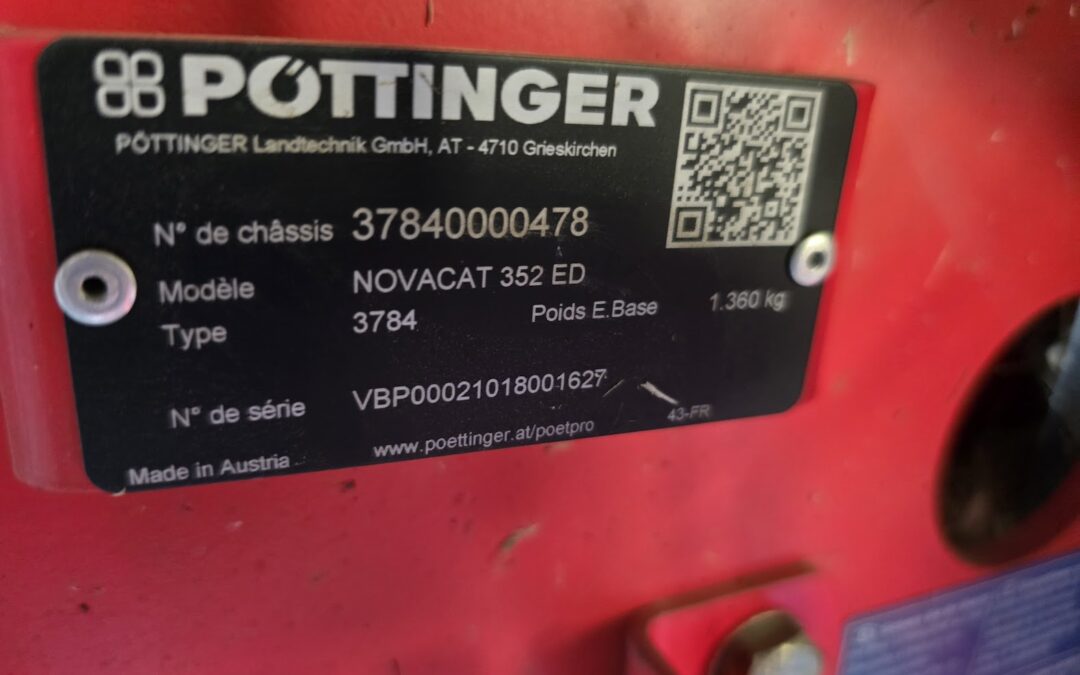 PÖTTINGER
PÖTTINGER Landtechnik GmbH, AT - 4710 Grieskirchen
N° de châssis 37840000478
Modèle NOVACAT 352 ED
Type 3784 Poids E.Base 1.360 kg
N° de série VBP00021018001627
www.poettinger.at/poetpro 43-FR
Made in Austria